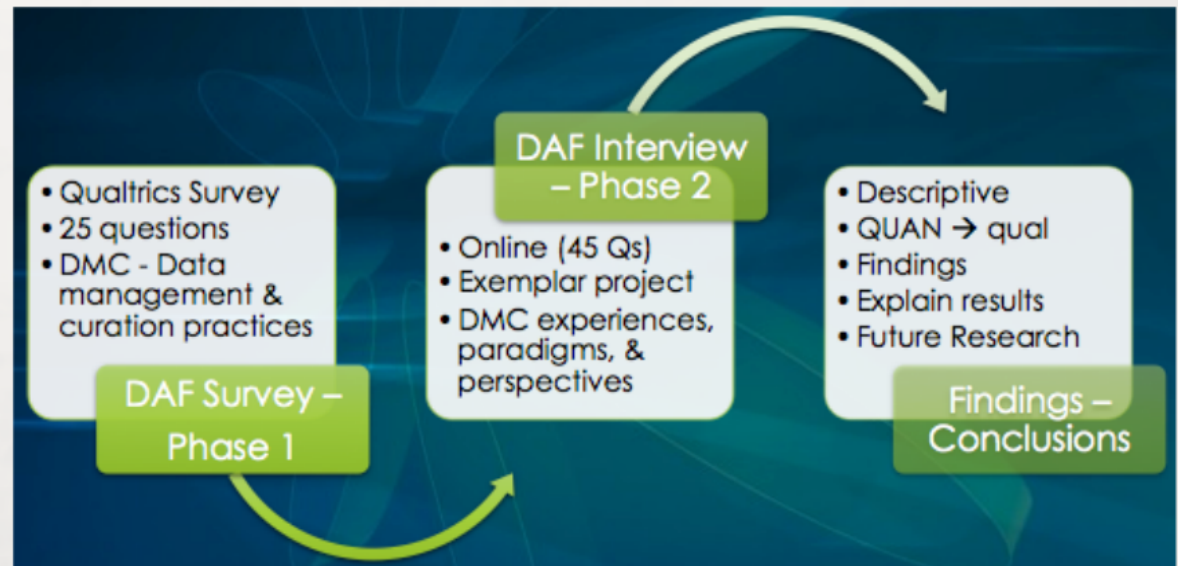 • Qualtrics Survey
• 25 questions
• DMC - Data
management &
curation practices
DAF Survey –
Phase 1
DAF Interview
– Phase 2
• Online (45 Qs)
• Exemplar project
• DMC experiences,
paradigms, &
perspectives
• Descriptive
• QUAN → qual
• Findings
• Explain results
• Future Research
Findings –
Conclusions